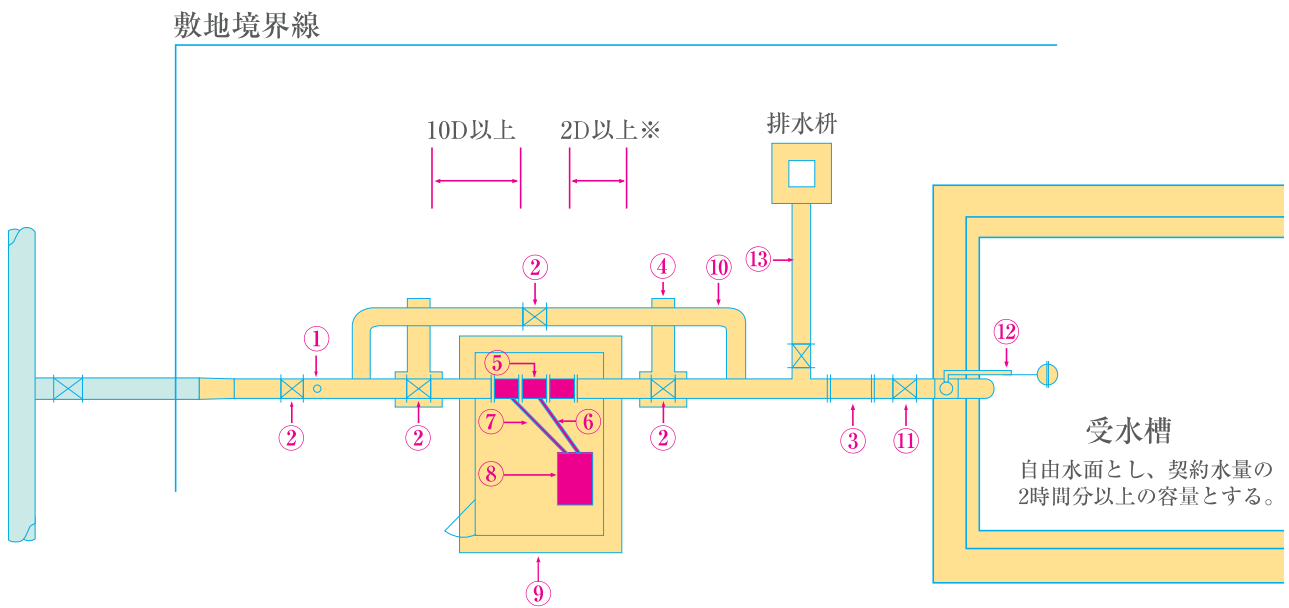 敷地境界線
10D以上
2D以上※
排水枡
②
④
⑩
⑬
①
⑤
⑫
②
②
⑦
⑥
②
③
⑪
⑧
⑨
受水槽
自由水面とし、契約水量の
2時間分以上の容量とする。